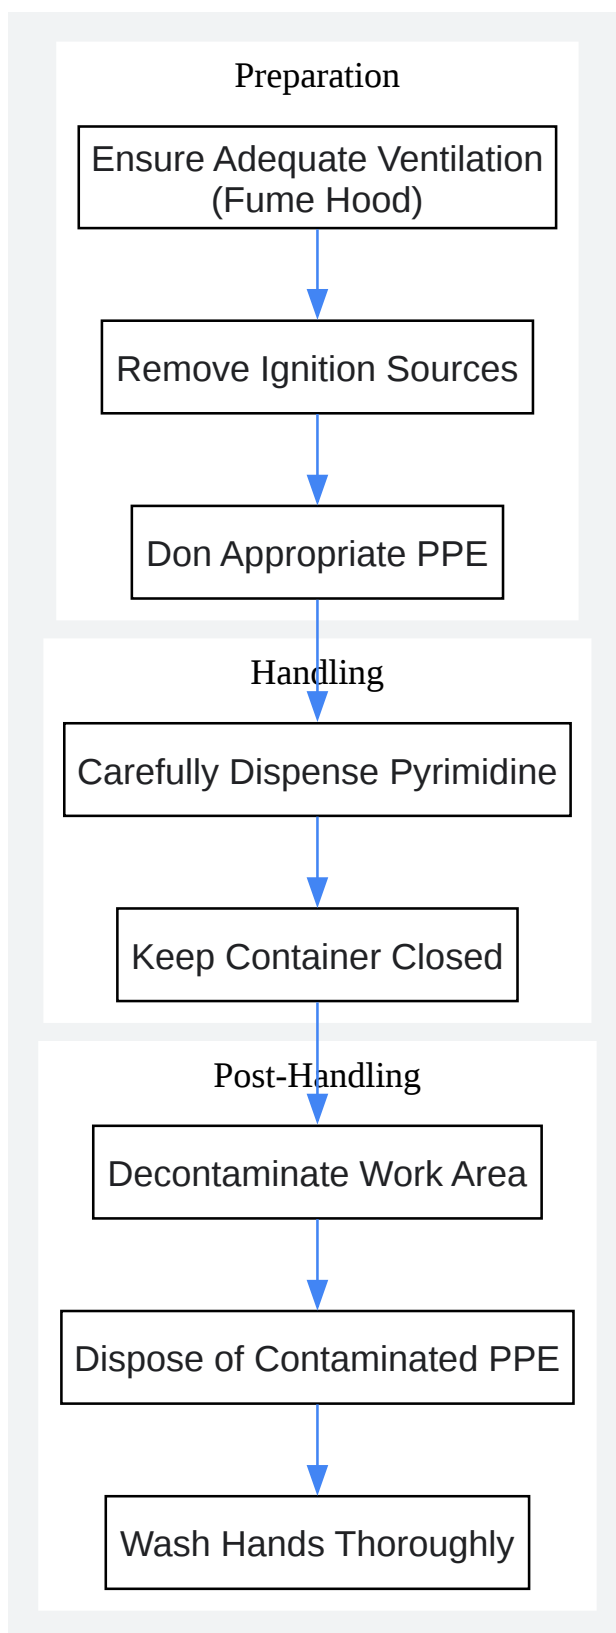 Preparation
Ensure Adequate Ventilation
(Fume Hood)
Remove Ignition Sources
Don Appropriate PPE
Handling
Carefully Dispense Pyrimidine
Keep Container Closed
Post-Handling
Decontaminate Work Area
Dispose of Contaminated PPE
Wash Hands Thoroughly